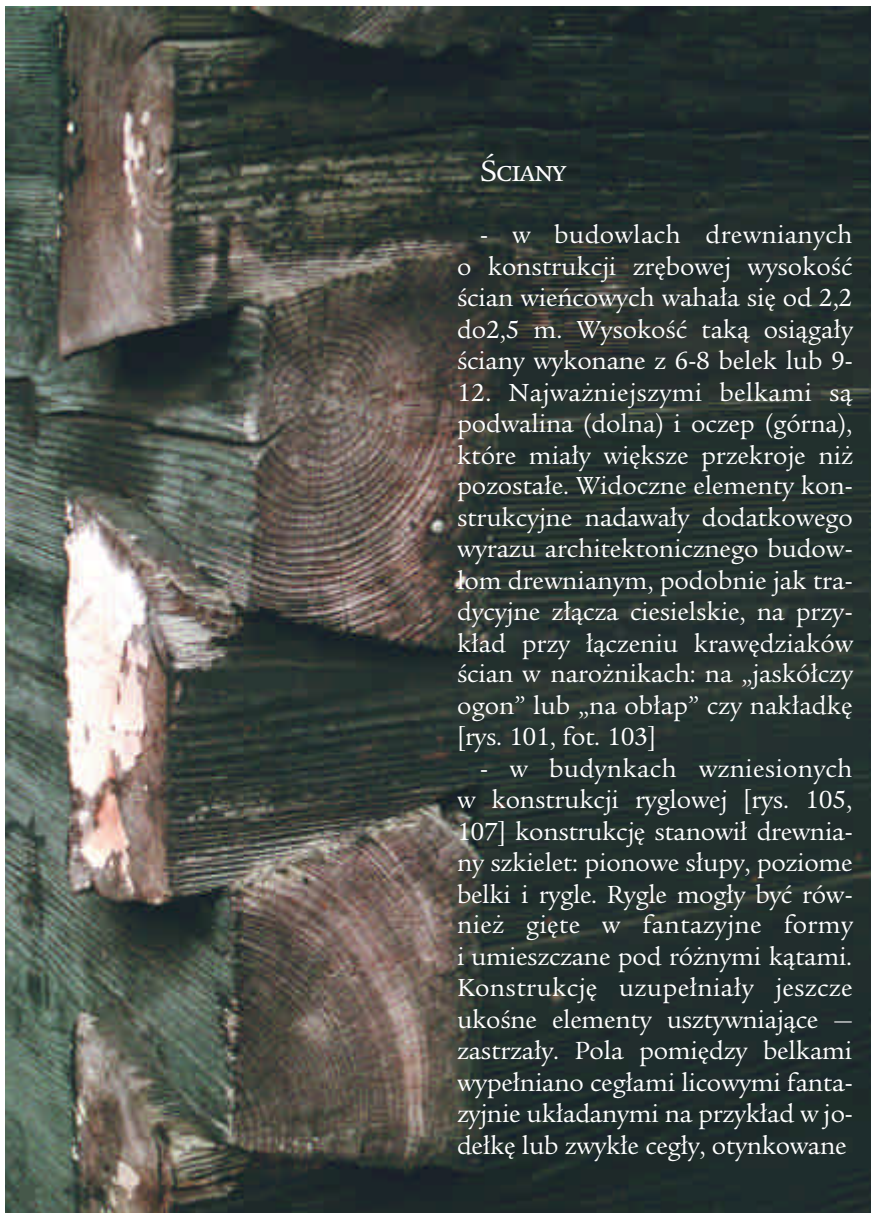 Ściany
- w budowlach drewnianych
o konstrukcji zrębowej wysokość
ścian wieńcowych wahała się od 2,2
do2,5 m. Wysokość taką osiągały
ściany wykonane z 6-8 belek lub 9-
12. Najważniejszymi belkami są
podwalina (dolna) i oczep (górna),
które miały większe przekroje niż
pozostałe. Widoczne elementy kon-
strukcyjne nadawały dodatkowego
wyrazu architektonicznego budow-
lom drewnianym, podobnie jak tra-
dycyjne złącza ciesielskie, na przy-
kład przy łączeniu krawędziaków
ścian w narożnikach: na „jaskółczy
ogon” lub „na obłap” czy nakładkę
[rys. 101, fot. 103]
- w budynkach wzniesionych
w konstrukcji ryglowej [rys. 105,
107] konstrukcję stanowił drewnia-
ny szkielet: pionowe słupy, poziome
belki i rygle. Rygle mogły być rów-
nież gięte w fantazyjne formy
i umieszczane pod różnymi kątami.
Konstrukcję uzupełniały jeszcze
ukośne elementy usztywniające –
zastrzały. Pola pomiędzy belkami
wypełniano cegłami licowymi fanta-
zyjnie układanymi na przykład w jo-
dełkę lub zwykłe cegły, otynkowane